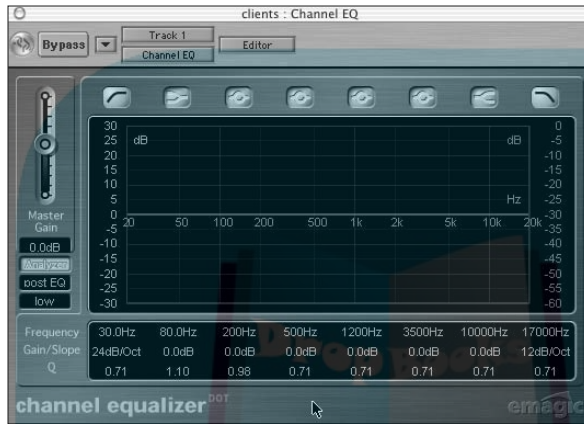 clients : Channel EQ
Bypass
Track 1
Channel EQ
Editor
30 0
25 dB dB -5
20 -10
15 -15
10 -20
5 Hz -25
0 -30
20 50 100 200 500 1k 2k 5k 10k 20k
-5 -35
-10 -40
-15 -45
-20 -50
-25 -55
-30 -60
Master
Gain
0.0dB
Analyzer
post EQ
low
Frequency 30.0Hz 80.0Hz 200Hz 500Hz 1200Hz 3500Hz 10000Hz 17000Hz
Gain/Slope 24dB/Oct 0.0dB 0.0dB 0.0dB 0.0dB 0.0dB 0.0dB 12dB/Oct
Q 0.71 1.10 0.98 0.71 0.71 0.71 0.71 0.71
DropBooks
channel equalizer DOT
emagic